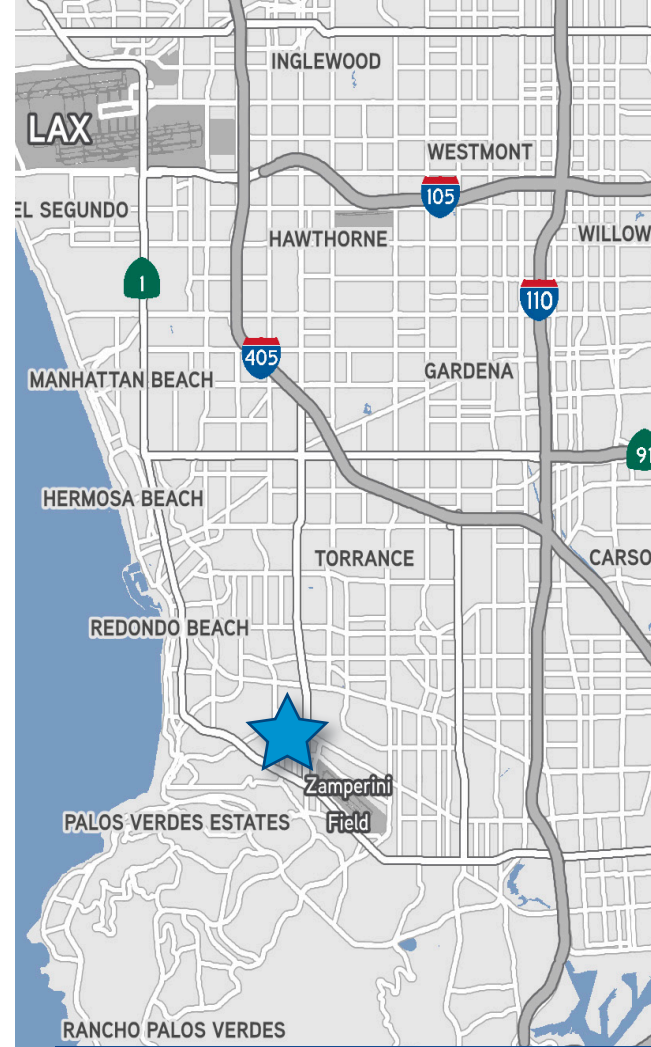 INGLEWOOD
LAX
WESTMONT
105
EL SEGUNDO
HAWTHORNE
WILLOW
1
110
405
MANHATTAN BEACH
GARDENA
91
HERMOSA BEACH
TORRANCE
CARSO
REDONDO BEACH
Zamperini
Field
PALOS VERDES ESTATES
RANCHO PALOS VERDES